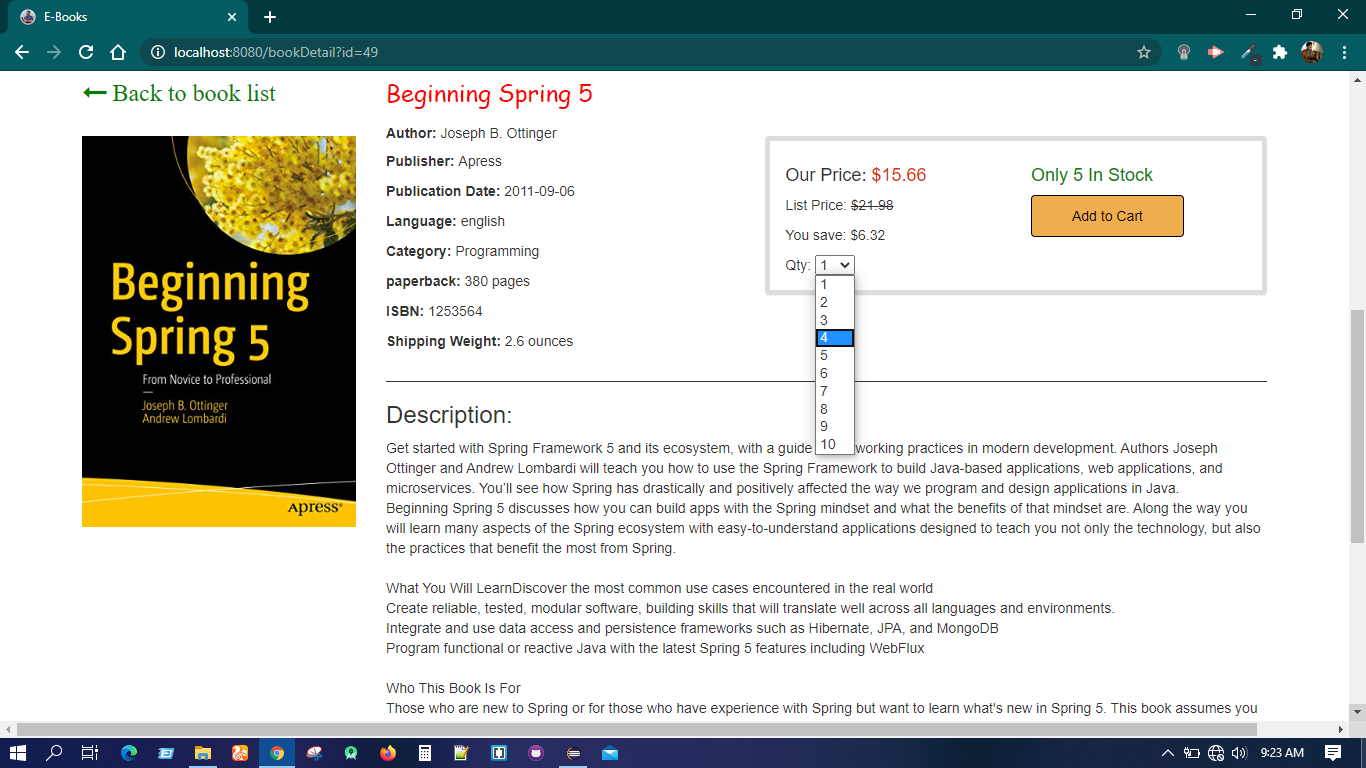 E-Books
localhost:8080/bookDetail?id=49
Back to book list
Beginning Spring 5
Author: Joseph B. Ottinger
Publisher: Apress
Publication Date: 2011-09-06
Language: english
Category: Programming
paperback: 380 pages
ISBN: 1253564
Shipping Weight: 2.6 ounces
Our Price: $15.66
List Price: $21.98
You save: $6.32
Qty: 1
1
2
3
4
5
6
7
8
9
10
Only 5 In Stock
Add to Cart
Beginning
Spring 5
From Novice to Professional
Joseph B. Ottinger
Andrew Lombardi
Apress®
Description:
Get started with Spring Framework 5 and its ecosystem, with a guide working practices in modern development. Authors Joseph
Ottinger and Andrew Lombardi will teach you how to use the Spring Framework to build Java-based applications, web applications, and
microservices. You’ll see how Spring has drastically and positively affected the way we program and design applications in Java.
Beginning Spring 5 discusses how you can build apps with the Spring mindset and what the benefits of that mindset are. Along the way you
will learn many aspects of the Spring ecosystem with easy-to-understand applications designed to teach you not only the technology, but also
the practices that benefit the most from Spring.
What You Will LearnDiscover the most common use cases encountered in the real world
Create reliable, tested, modular software, building skills that will translate well across all languages and environments.
Integrate and use data access and persistence frameworks such as Hibernate, JPA, and MongoDB
Program functional or reactive Java with the latest Spring 5 features including WebFlux
Who This Book Is For
Those who are new to Spring or for those who have experience with Spring but want to learn what's new in Spring 5. This book assumes you
9:23 AM